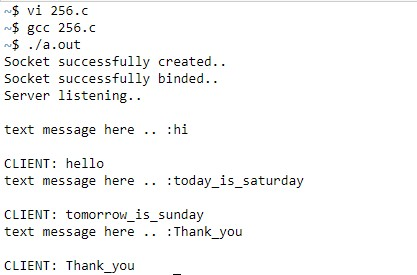 ~$ vi 256.c
~$ gcc 256.c
~$ ./a.out
Socket successfully created..
Socket successfully binded..
Server listening..
text message here .. :hi
CLIENT: hello
text message here .. :today_is_saturday
CLIENT: tomorrow_is_sunday
text message here .. :Thank_you
CLIENT: Thank_you